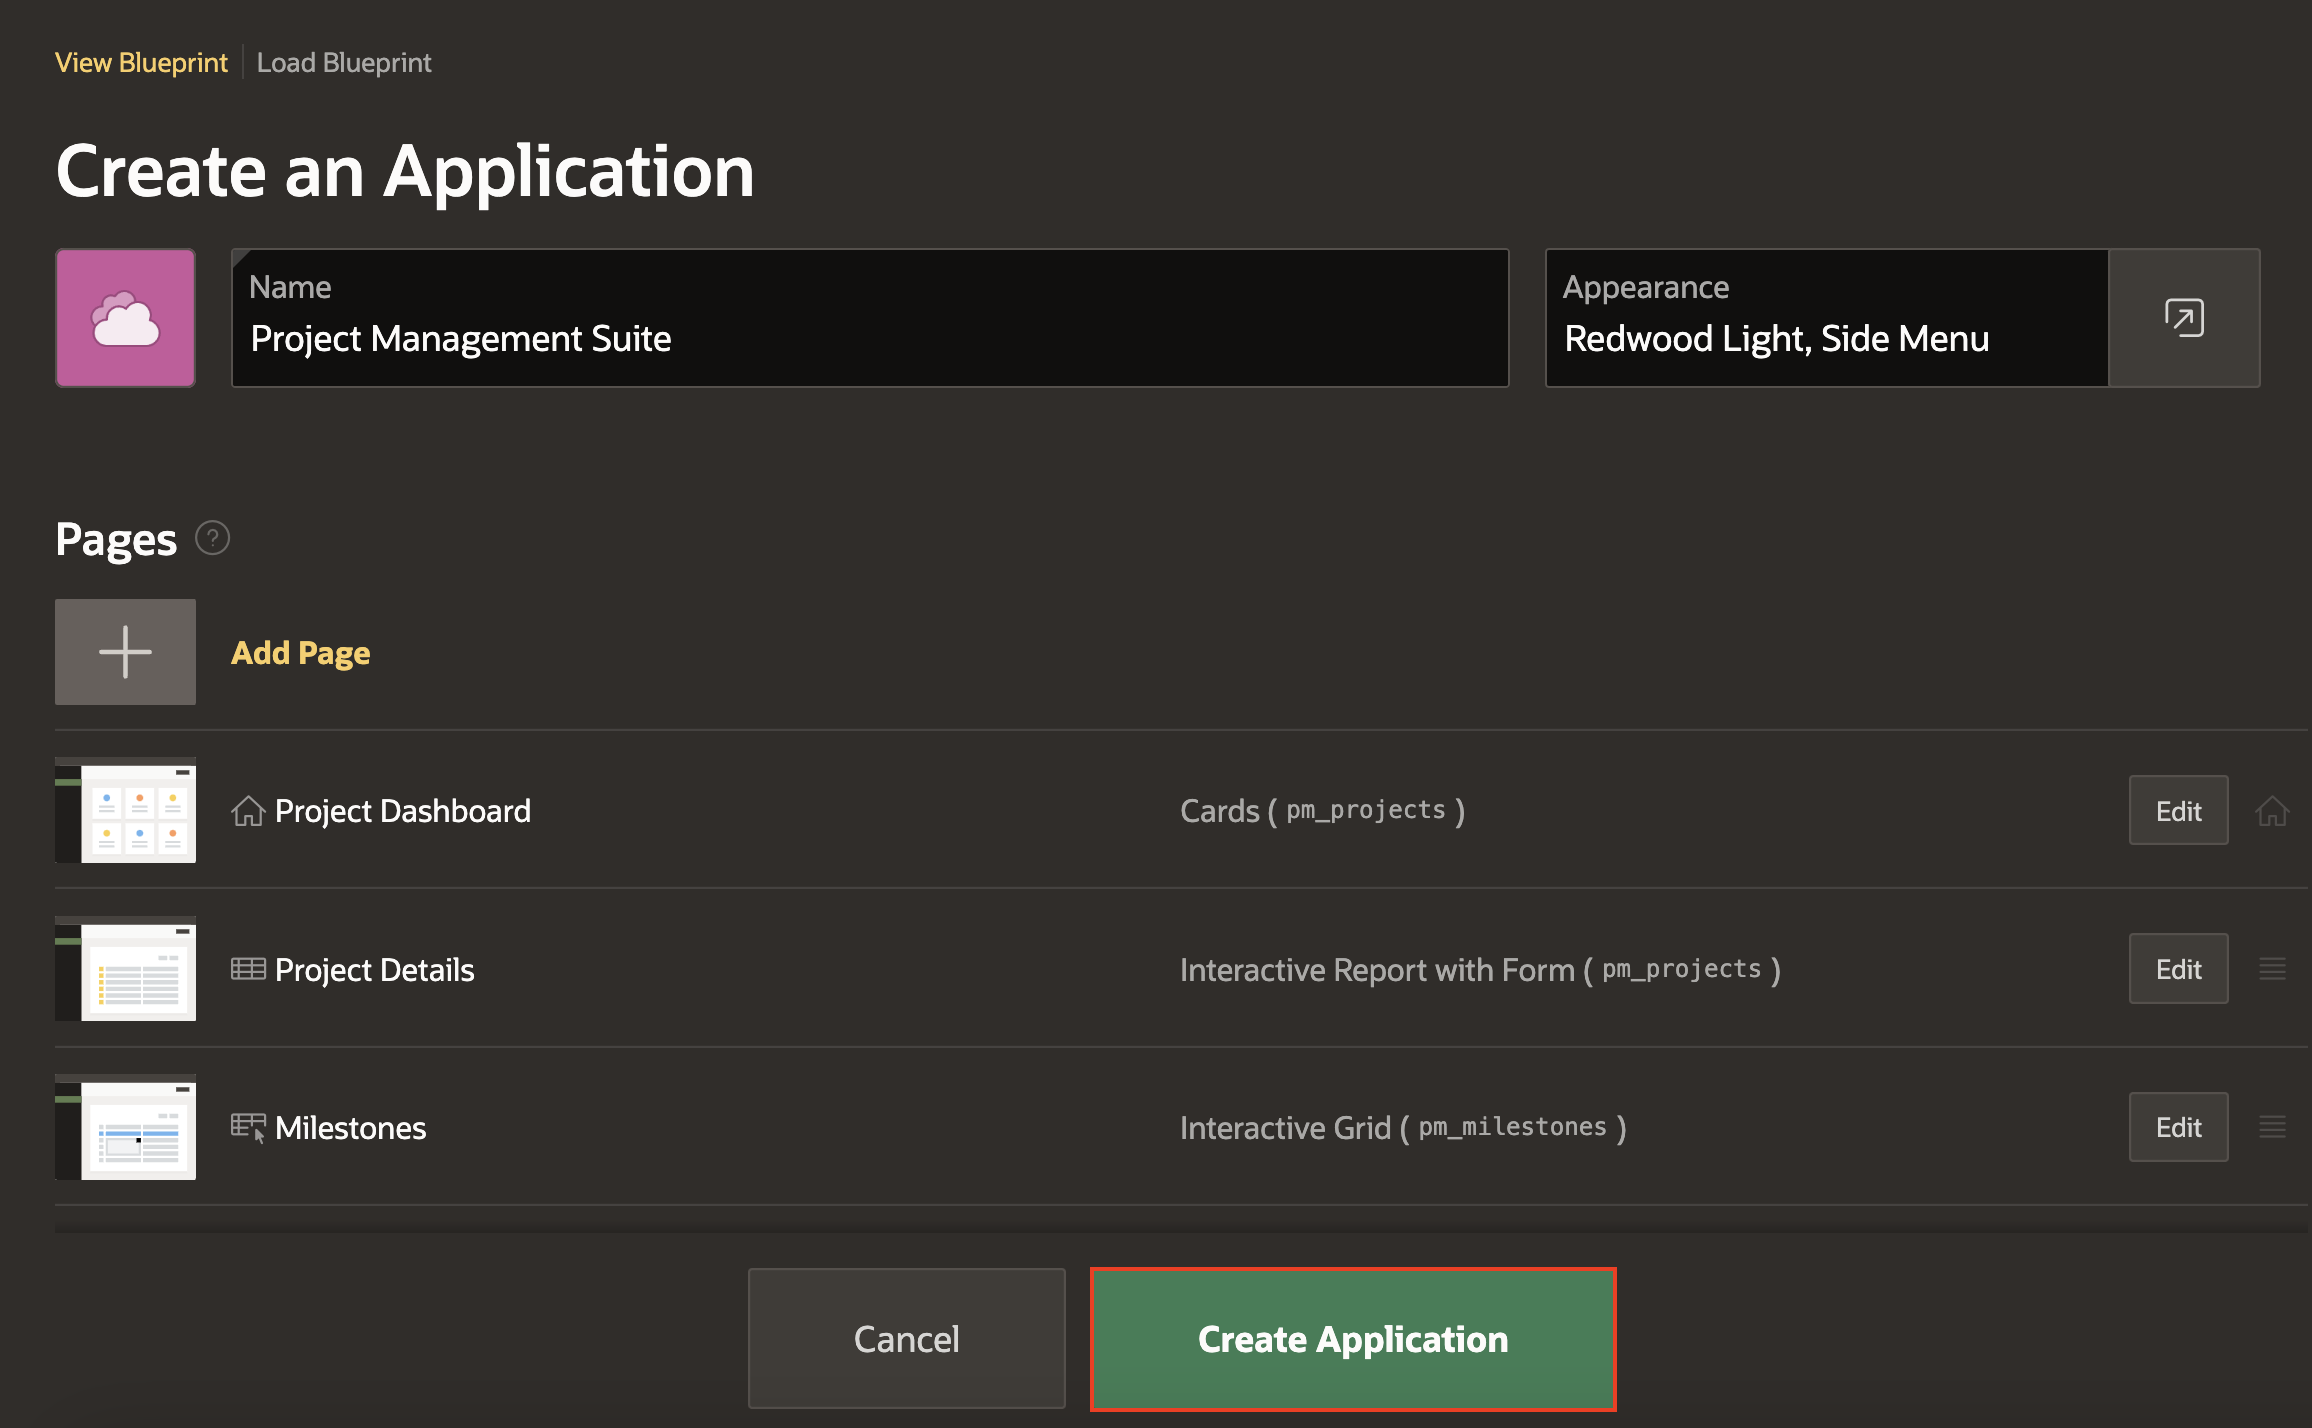 View Blueprint Load Blueprint
Create an Application
Name
Project Management Suite
Appearance
Redwood Light, Side Menu
Pages ?
Add Page
Project Dashboard Cards ( pm_projects ) Edit
Project Details Interactive Report with Form ( pm_projects ) Edit
Milestones Interactive Grid ( pm_milestones ) Edit
Cancel Create Application